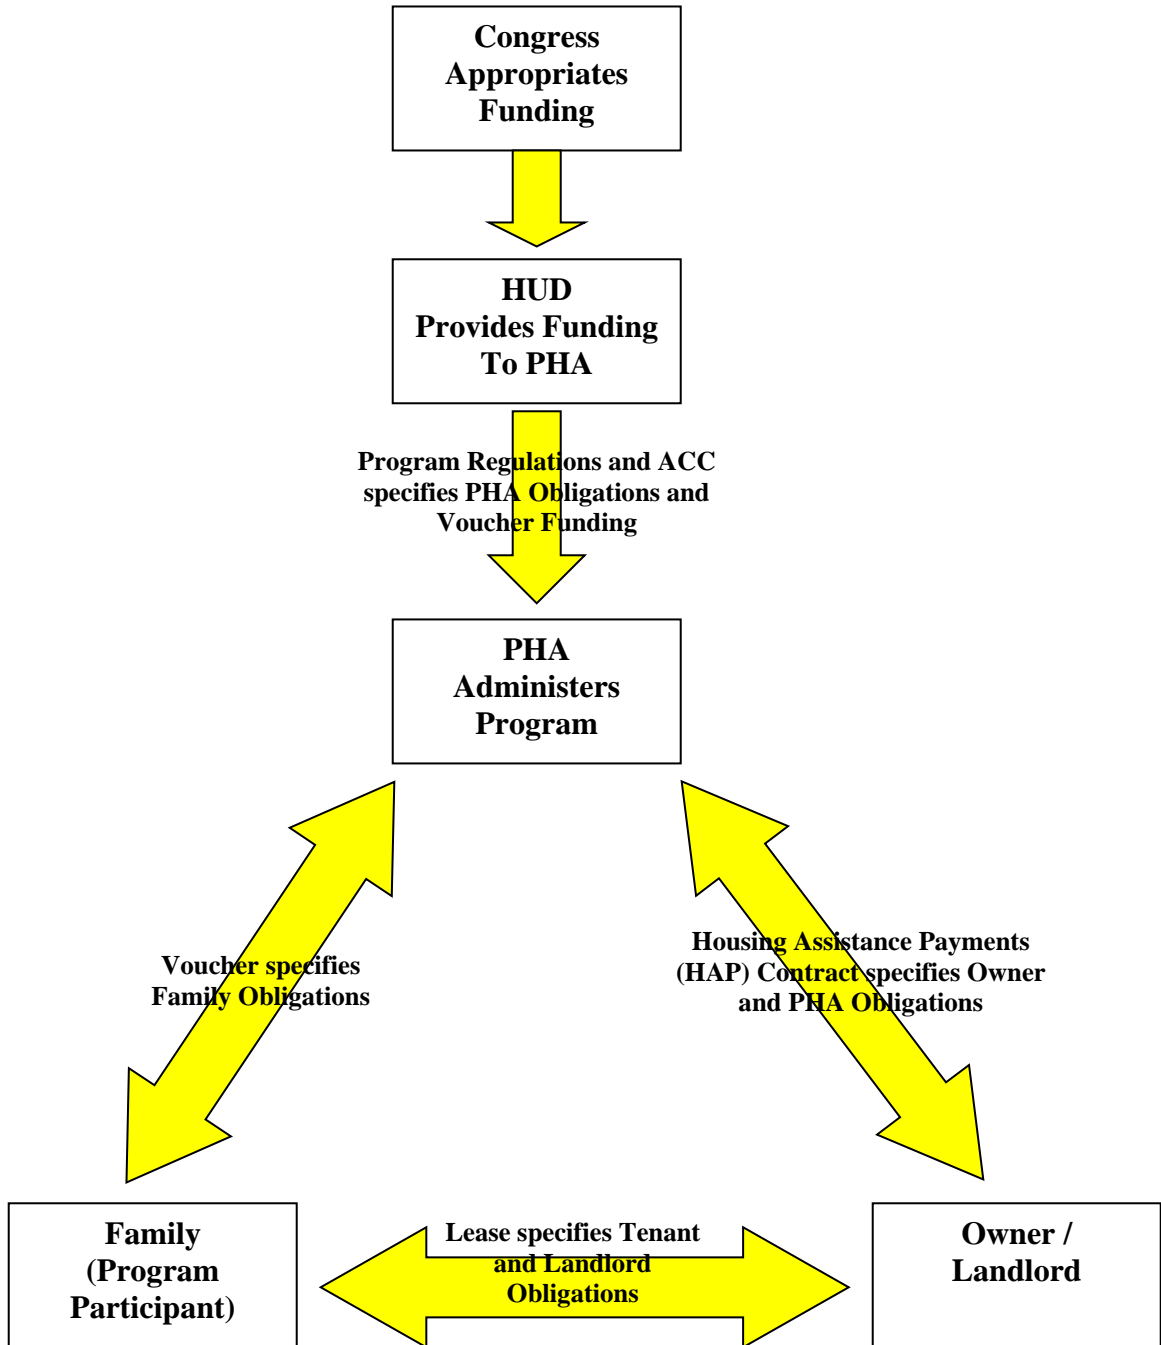 Congress
Appropriates
Funding
HUD
Provides Funding
To PHA
Program Regulations and ACC
specifies PHA Obligations and
Voucher Funding
PHA
Administers
Program
Voucher specifies
Family Obligations
Housing Assistance Payments
(HAP) Contract specifies Owner
and PHA Obligations
Family
(Program
Participant)
Lease specifies Tenant
and Landlord
Obligations
Owner /
Landlord